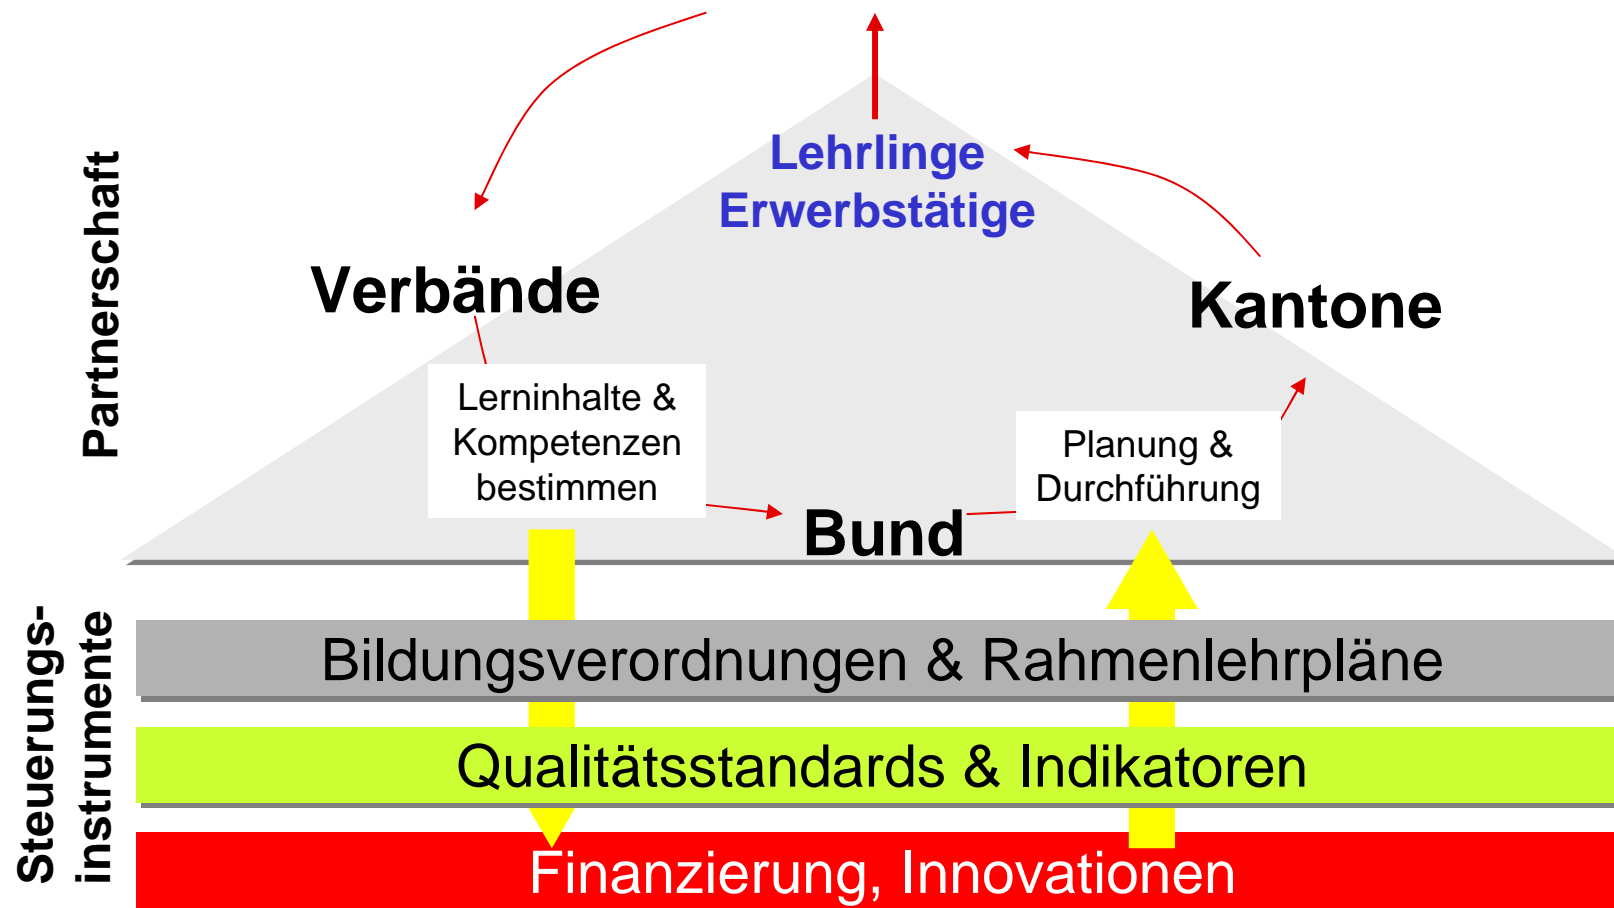 Partnerschaft
Lehrlinge
Erwerbstätige
Verbände
Kantone
Lerninhalte &
Kompetenzen
bestimmen
Planung &
Durchführung
Bund
Steuerungs-
instrumente
Bildungsverordnungen & Rahmenlehrpläne
Qualitätsstandards & Indikatoren
Finanzierung, Innovationen